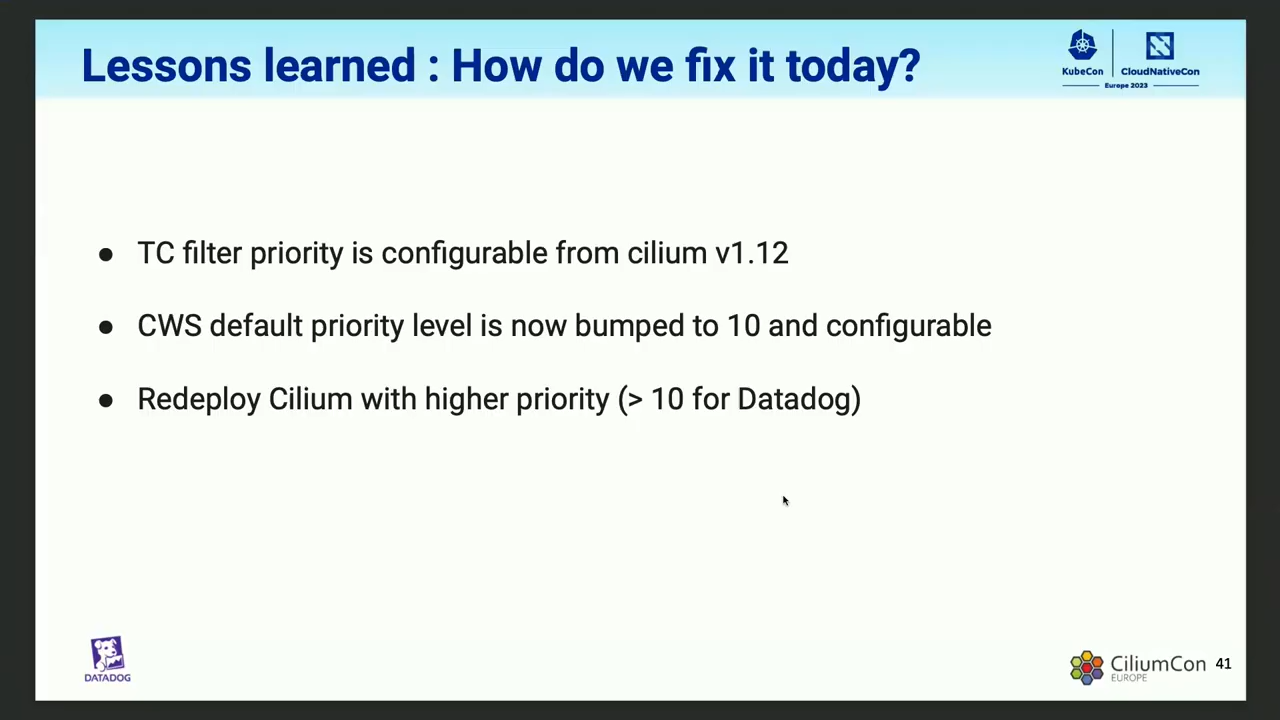 Lessons learned : How do we fix it today?
KubeCon
CloudNativeCon
Europe 2023
● TC filter priority is configurable from cilium v1.12
● CWS default priority level is now bumped to 10 and configurable
● Redeploy Cilium with higher priority (> 10 for Datadog)
DATADOG
CiliumCon
EUROPE
41